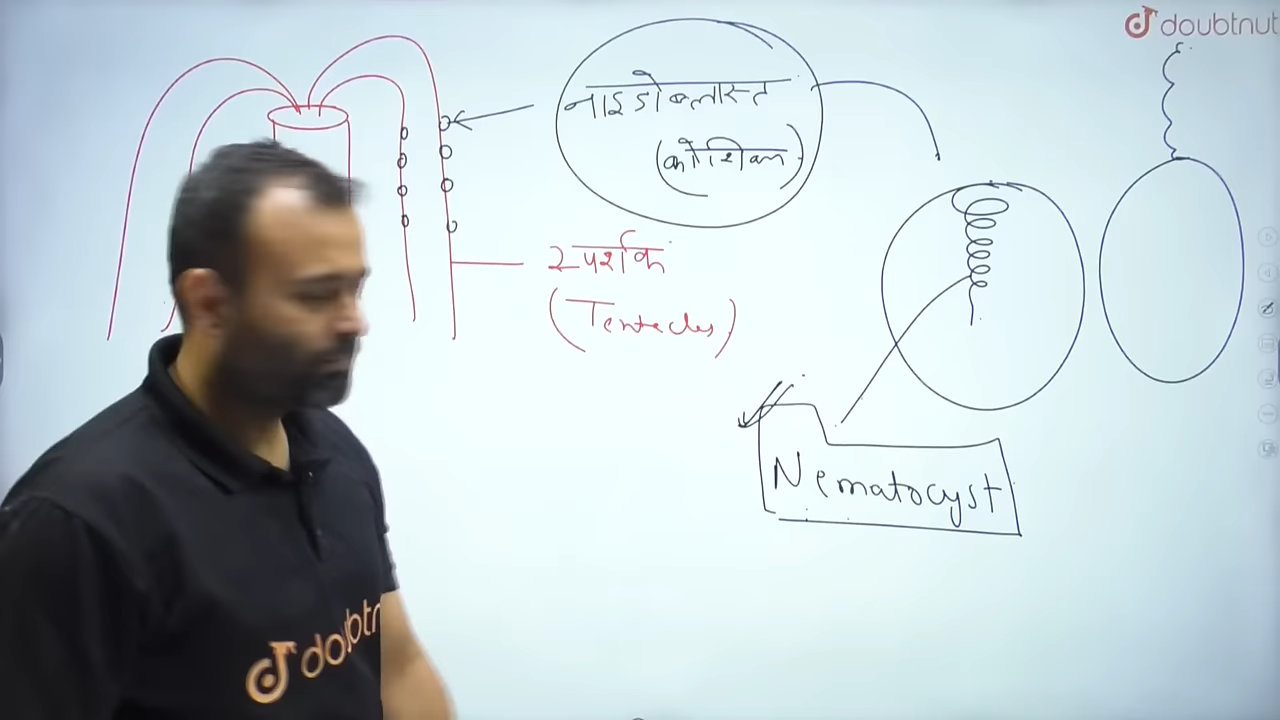 doubtnut
नाइडोब्लास्ट
(कोशिका)
स्पर्शक
(Tentacles)
Nematocyst
doubtn